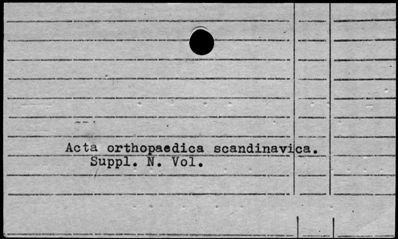 Acta orthopaedica scandinavica.
Suppl. N. Vol.